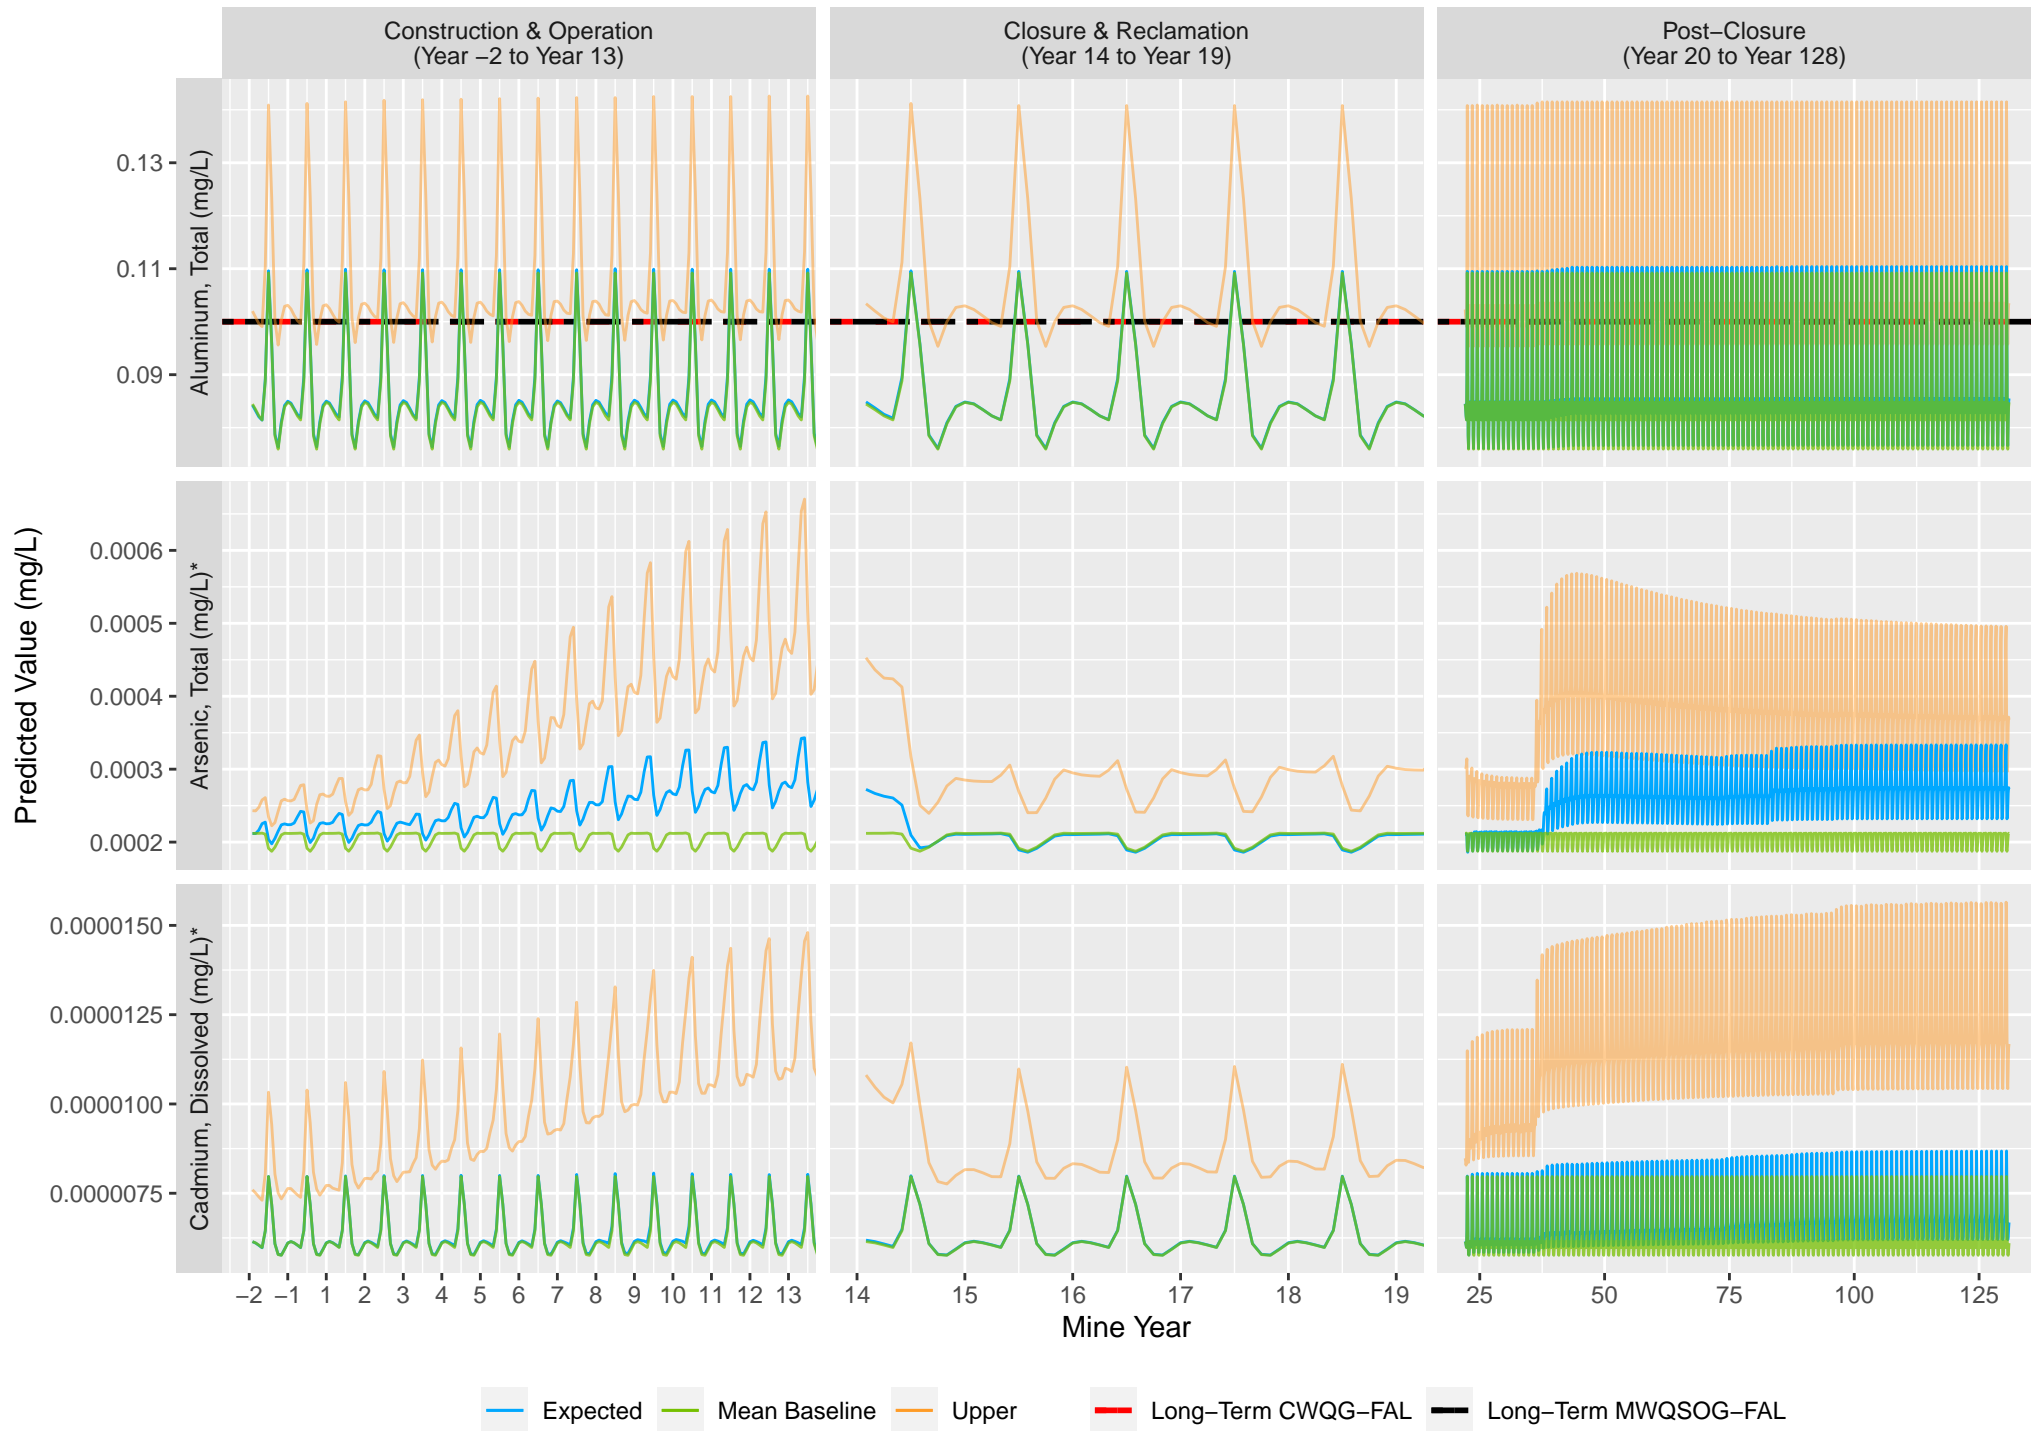 Construction & Operation
(Year −2 to Year 13)
Closure & Reclamation
(Year 14 to Year 19)
Post−Closure
(Year 20 to Year 128)
Predicted Value (mg/L)
Aluminum, Total (mg/L)
0.13
0.11
0.09
Arsenic, Total (mg/L)*
0.0006
0.0005
0.0004
0.0003
0.0002
Cadmium, Dissolved (mg/L)*
0.0000150
0.0000125
0.0000100
0.0000075
−2 −1 1 2 3 4 5 6 7 8 9 10 11 12 13
14 15 16 17 18 19
25 50 75 100 125
Mine Year
Expected Mean Baseline Upper Long−Term CWQG−FAL Long−Term MWQSOG−FAL